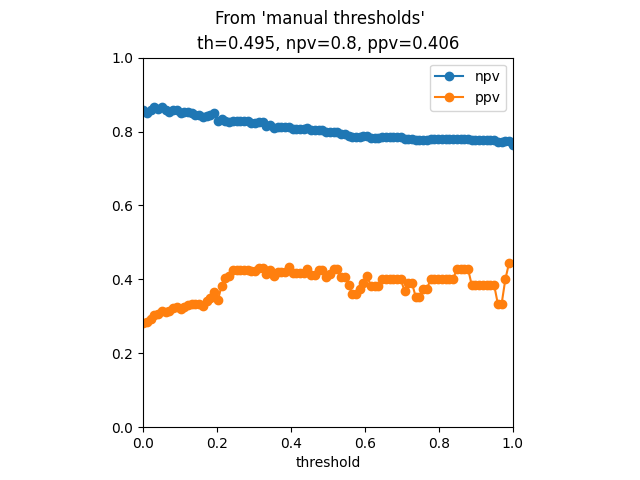 From 'manual thresholds'
th=0.495, npv=0.8, ppv=0.406
1.0
npv
ppv
0.8
0.6
0.4
0.2
0.0
0.0 0.2 0.4 0.6 0.8 1.0
threshold